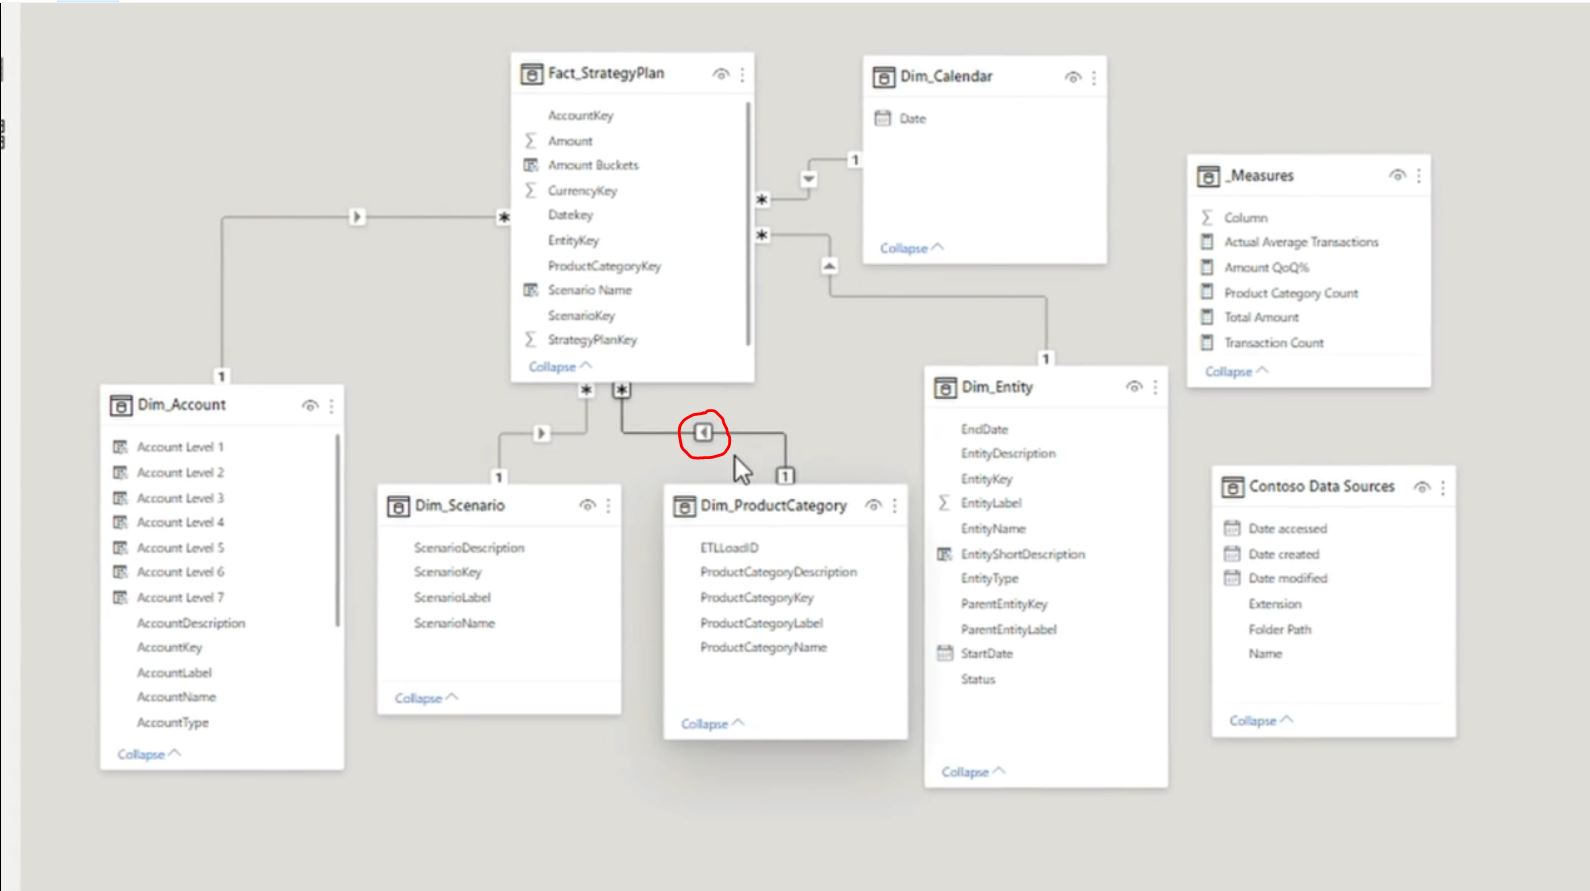 Fact_StrategyPlan
AccountKey
Amount
Amount Buckets
CurrencyKey
Datekey
EntityKey
ProductCategoryKey
Scenario Name
ScenarioKey
StrategyPlanKey
Collapse
Dim_Calendar
Date
Collapse
_Measures
Column
Actual Average Transactions
Amount QoQ%
Product Category Count
Total Amount
Transaction Count
Collapse
1
*
*
1
*
1
*
1
*
1
Dim_Account
Account Level 1
Account Level 2
Account Level 3
Account Level 4
Account Level 5
Account Level 6
Account Level 7
AccountDescription
AccountKey
AccountLabel
AccountName
AccountType
Collapse
Dim_Scenario
ScenarioDescription
ScenarioKey
ScenarioLabel
ScenarioName
Collapse
Dim_ProductCategory
ETLLoadID
ProductCategoryDescription
ProductCategoryKey
ProductCategoryLabel
ProductCategoryName
Collapse
Dim_Entity
EndDate
EntityDescription
EntityKey
EntityLabel
EntityName
EntityShortDescription
EntityType
ParentEntityKey
ParentEntityLabel
StartDate
Status
Collapse
Contoso Data Sources
Date accessed
Date created
Date modified
Extension
Folder Path
Name
Collapse